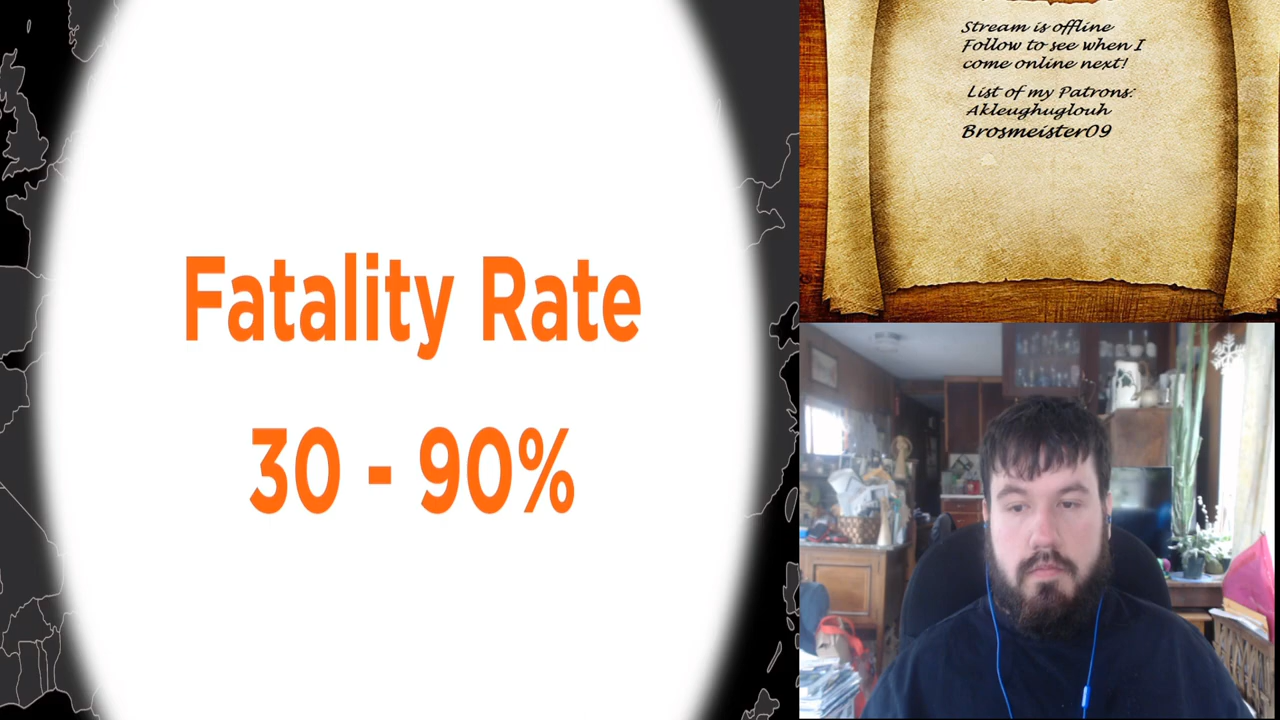 Fatality Rate
30 - 90%
Stream is offline
Follow to see when I
come online next!
List of my Patrons:
Akleughuglouh
Brosmeister09